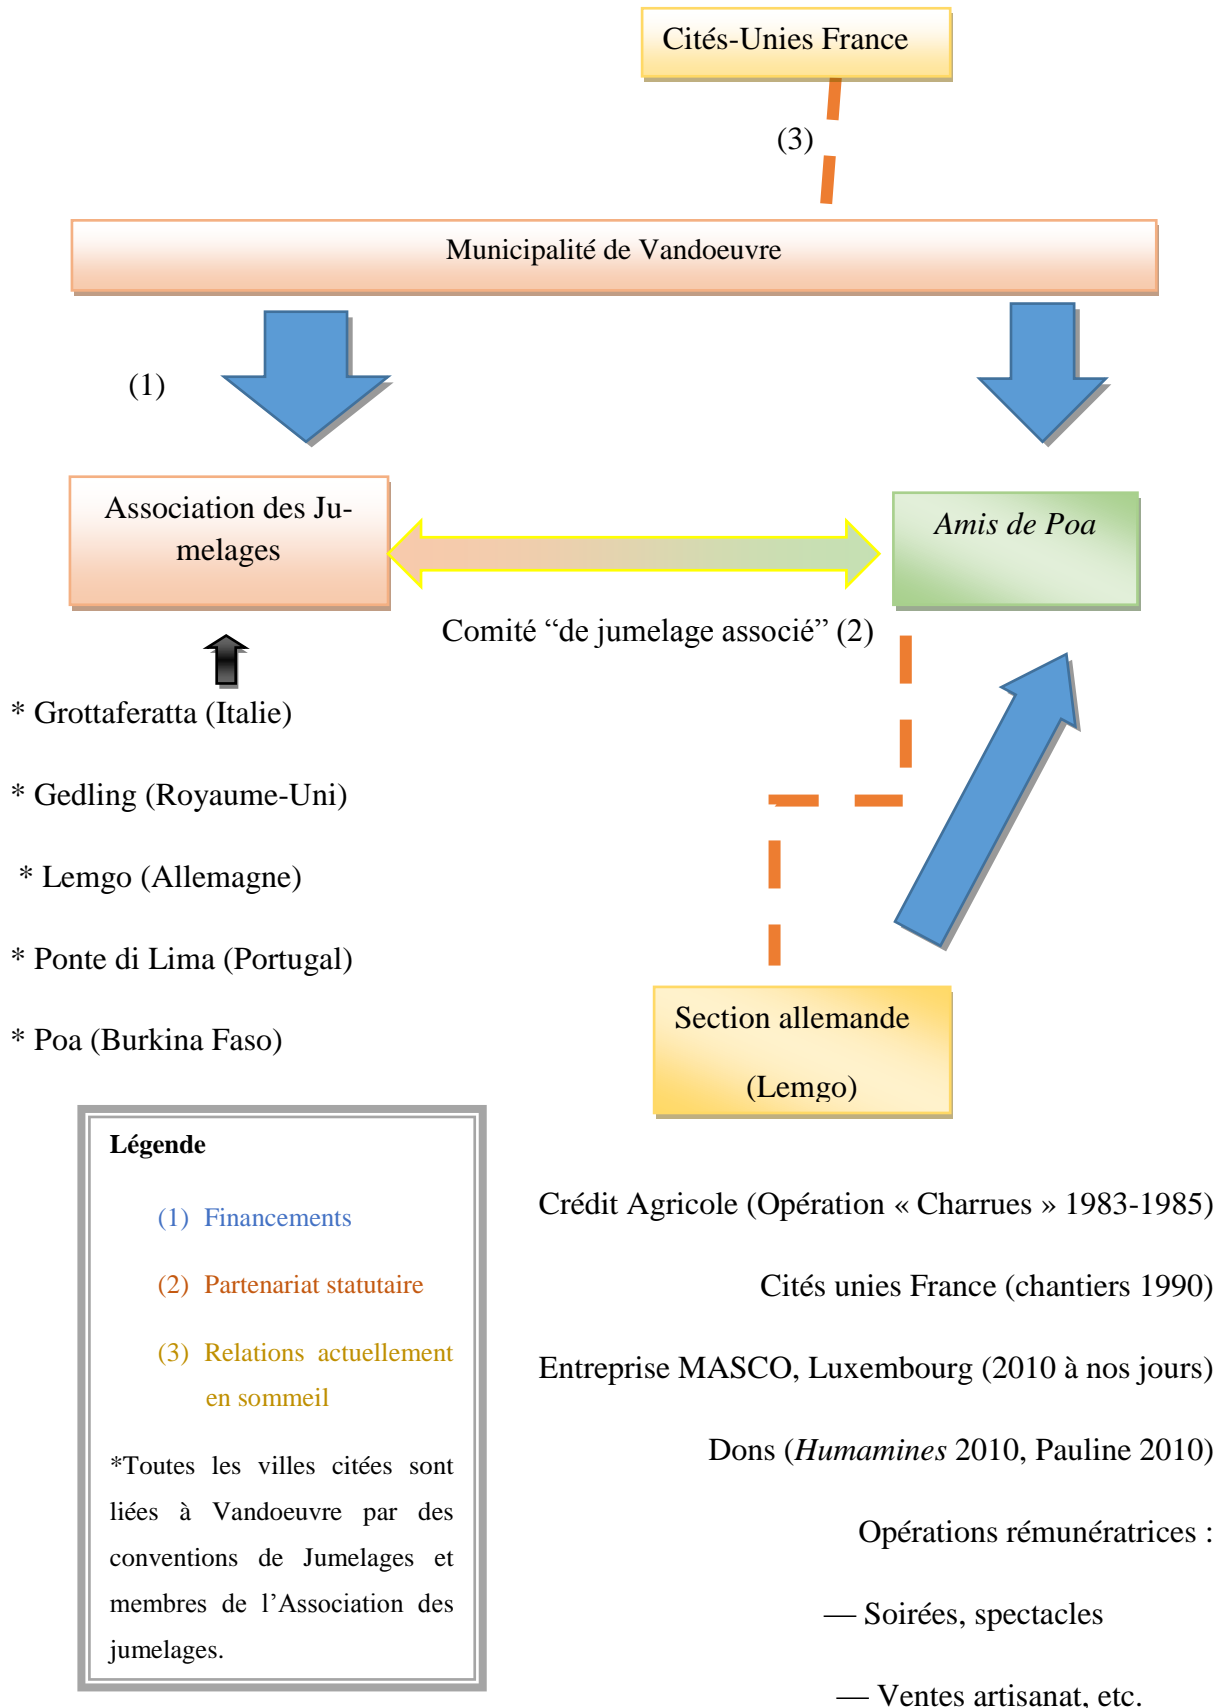 Cités-Unies France
(3)
Municipalité de Vandoeuvre
(1)
Association des Ju-
melages
Amis de Poa
Comité “de jumelage associé” (2)
* Grottaferatta (Italie)
* Gedling (Royaume-Uni)
* Lemgo (Allemagne)
* Ponte di Lima (Portugal)
* Poa (Burkina Faso)
Section allemande
(Lemgo)
Légende
(1) Financements
(2) Partenariat statutaire
(3) Relations actuellement
en sommeil
*Toutes les villes citées sont
liées à Vandoeuvre par des
conventions de Jumelages et
membres de l’Association des
jumelages.
Crédit Agricole (Opération « Charrues » 1983-1985)
Cités unies France (chantiers 1990)
Entreprise MASCO, Luxembourg (2010 à nos jours)
Dons (Humamines 2010, Pauline 2010)
Opérations rémunératrices :
— Soirées, spectacles
— Ventes artisanat, etc.